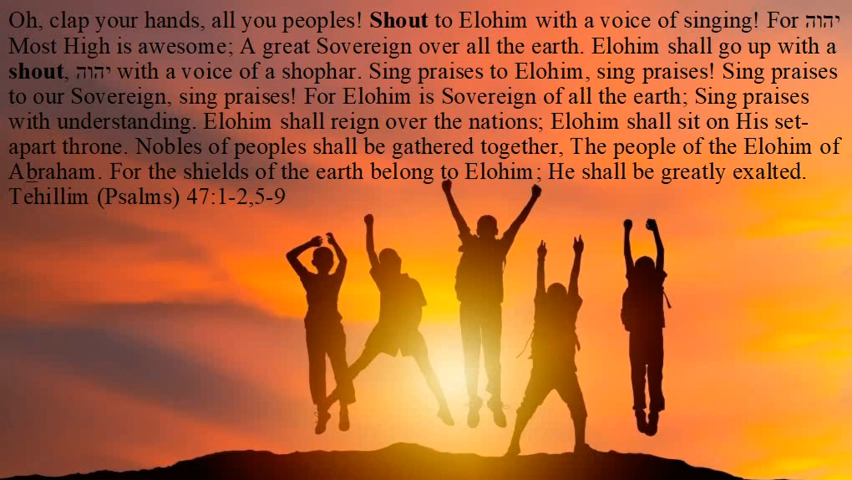 Oh, clap your hands, all you peoples! Shout to Elohim with a voice of singing! For יהוה
Most High is awesome; A great Sovereign over all the earth. Elohim shall go up with a
shout, יהוה with a voice of a shophar. Sing praises to Elohim, sing praises! Sing praises
to our Sovereign, sing praises! For Elohim is Sovereign of all the earth; Sing praises
with understanding. Elohim shall reign over the nations; Elohim shall sit on His set-
apart throne. Nobles of peoples shall be gathered together, The people of the Elohim of
Aḇraham. For the shields of the earth belong to Elohim; He shall be greatly exalted.
Tehillim (Psalms) 47:1-2,5-9